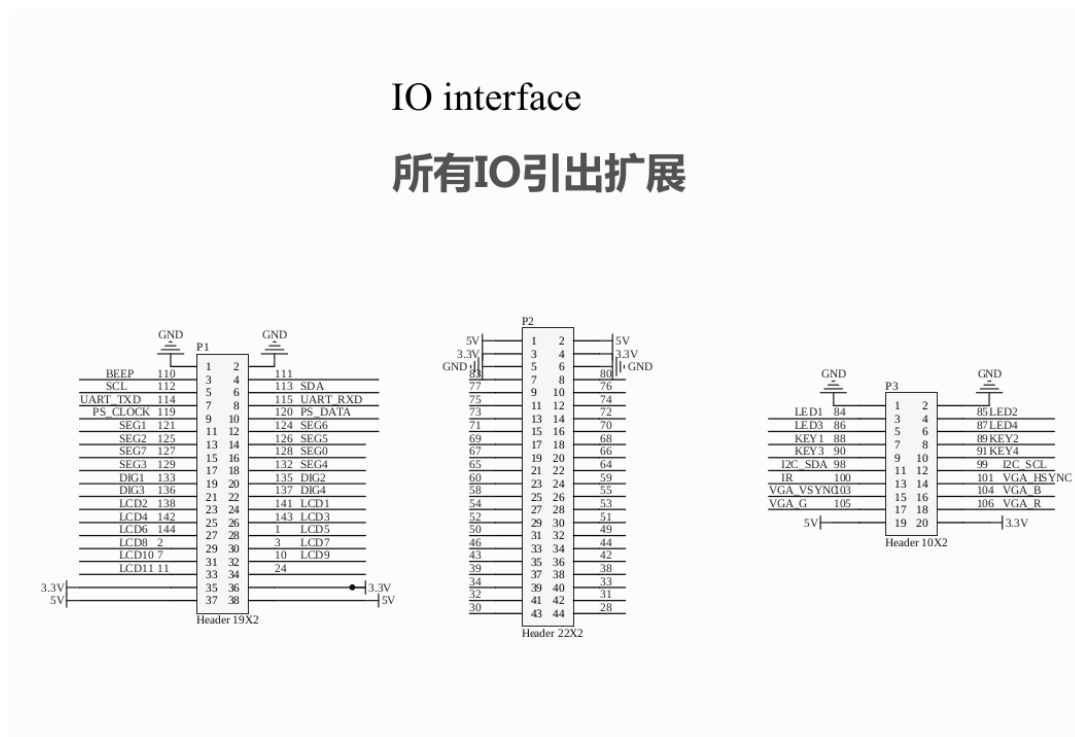 IO interface
所有IO引出扩展
GND GND
P1
1 2
BEEP 110 3 4 111
SCL 112 5 6 113 SDA
UART_TXD 114 7 8 115 UART_RXD
PS_CLOCK 119 9 10 120 PS_DATA
SEG1 121 11 12 124 SEG6
SEG2 125 13 14 126 SEG5
SEG7 127 15 16 128 SEG0
SEG3 129 17 18 132 SEG4
DIG1 133 19 20 135 DIG2
DIG3 136 21 22 137 DIG4
LCD2 138 23 24 141 LCD1
LCD4 142 25 26 143 LCD3
LCD6 144 27 28 1 LCD5
LCD8 2 29 30 3 LCD7
LCD10 7 31 32 10 LCD9
LCD11 11 33 34 24
3.3V 35 36 3.3V
5V 37 38 5V
Header 19X2
P2
5V 1 2 5V
3.3V 3 4 3.3V
GND 5 6 GND
83 7 8 80
77 9 10 76
75 11 12 74
73 13 14 72
71 15 16 70
69 17 18 68
67 19 20 66
65 21 22 64
60 23 24 59
58 25 26 55
54 27 28 53
52 29 30 51
50 31 32 49
46 33 34 44
43 35 36 42
39 37 38 38
34 39 40 33
32 41 42 31
30 43 44 28
Header 22X2
GND GND
P3
1 2
LED1 84 3 4 85 LED2
LED3 86 5 6 87 LED4
KEY1 88 7 8 89 KEY2
KEY3 90 9 10 91 KEY4
I2C_SDA 98 11 12 99 I2C_SCL
IR 100 13 14 101 VGA_HSYNC
VGA_VSYNC 103 15 16 104 VGA_B
VGA_G 105 17 18 106 VGA_R
5V 19 20 3.3V
Header 10X2